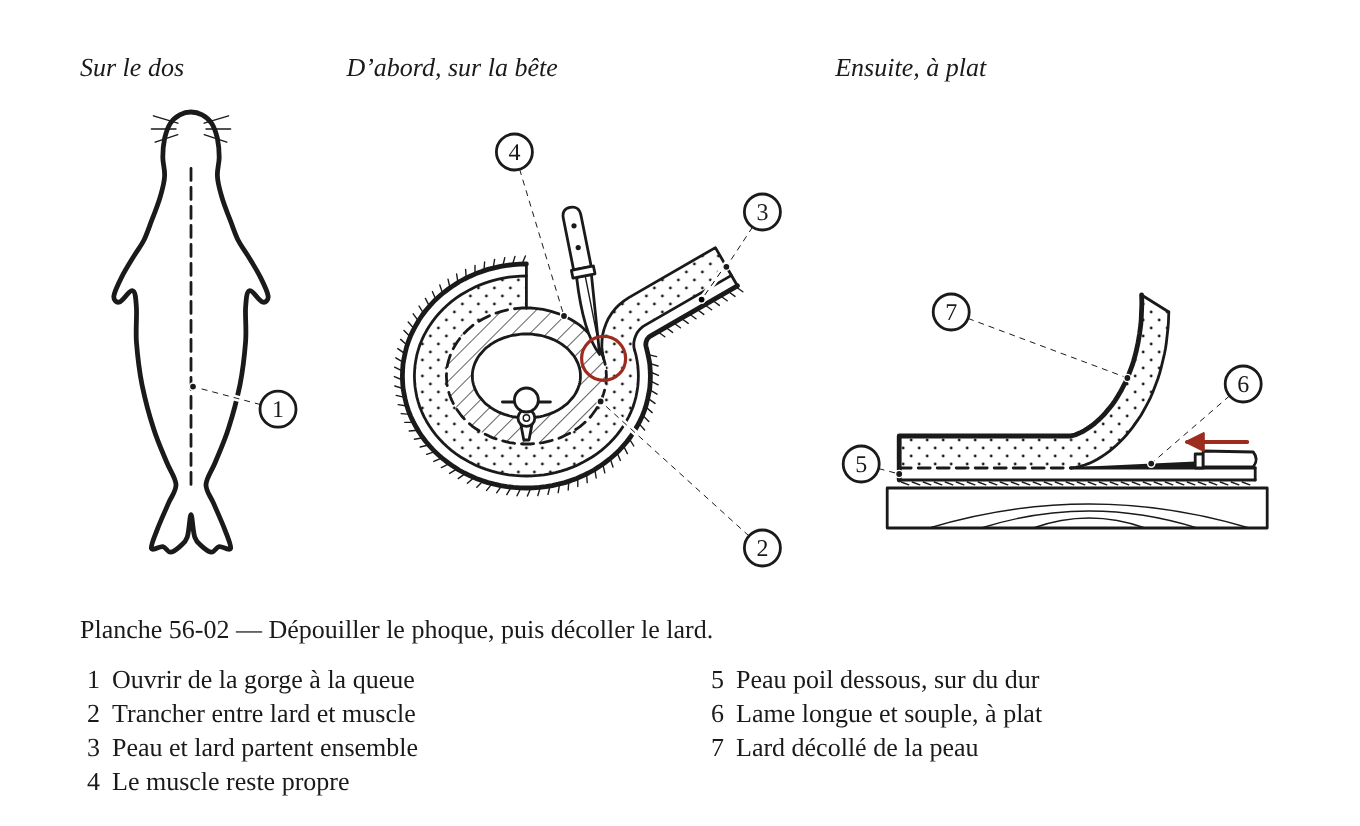 Sur le dos
D’abord, sur la bête
Ensuite, à plat
4
3
7
6
1
5
2
Planche 56-02 — Dépouiller le phoque, puis décoller le lard.
1 Ouvrir de la gorge à la queue
2 Trancher entre lard et muscle
3 Peau et lard partent ensemble
4 Le muscle reste propre
5 Peau poil dessous, sur du dur
6 Lame longue et souple, à plat
7 Lard décollé de la peau